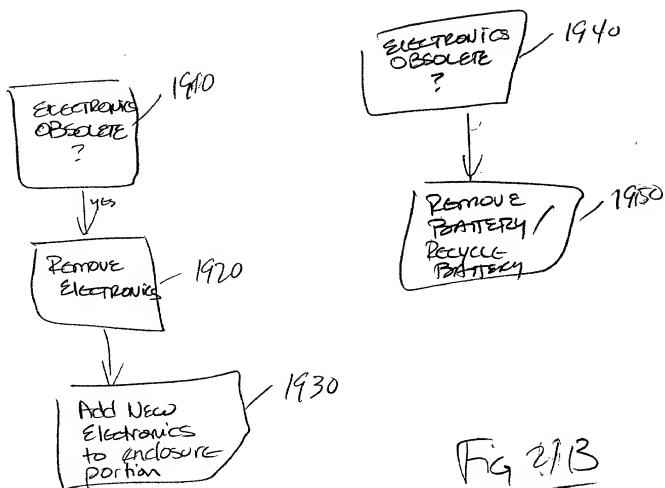 ELECTRONICS
OBSOLETE
?
1910
yes
REMOVE
ELECTRONICS
1920
Add New
Electronics
to enclosure
portion
1930
ELECTRONICS
OBSOLETE
?
1940
REMOVE
BATTERY /
RECYCLE
BATTERY
1950
Fig 21B